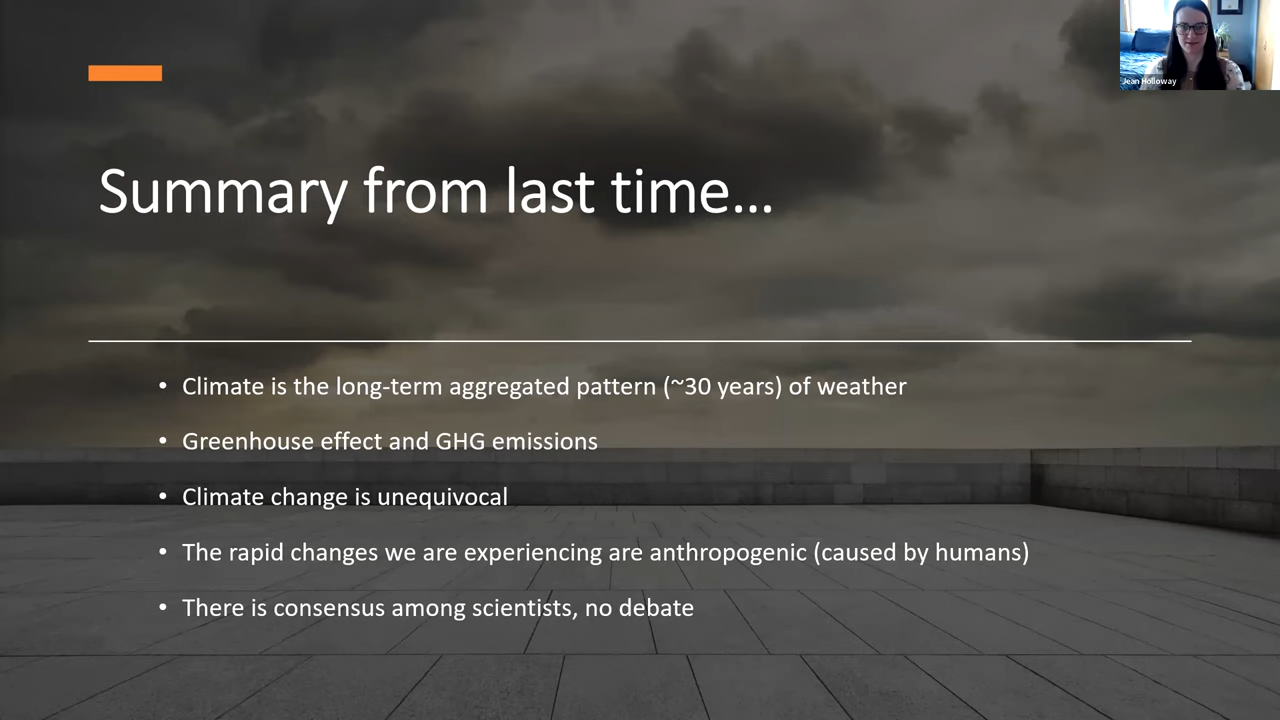 Jean Holloway
Summary from last time...
• Climate is the long-term aggregated pattern (~30 years) of weather
• Greenhouse effect and GHG emissions
• Climate change is unequivocal
• The rapid changes we are experiencing are anthropogenic (caused by humans)
• There is consensus among scientists, no debate